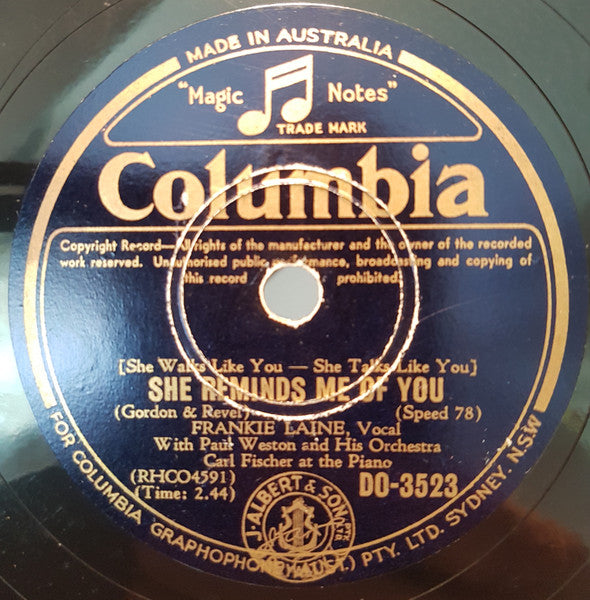 MADE IN AUSTRALIA
"Magic Notes"
TRADE MARK
Columbia
Copyright Record—All rights of the manufacturer and the owner of the recorded
work reserved. Unauthorised public performance, broadcasting and copying of
this record prohibited.
[She Walks Like You — She Talks Like You]
SHE REMINDS ME OF YOU
(Gordon & Revel) (Speed 78)
FRANKIE LAINE, Vocal
With Paul Weston and His Orchestra
Carl Fischer at the Piano
(RHCO4591)
(Time: 2.44)
DO-3523
J. ALBERT & SON
FOR COLUMBIA GRAPHOPHONE (AUST.) PTY. LTD. SYDNEY. N.S.W